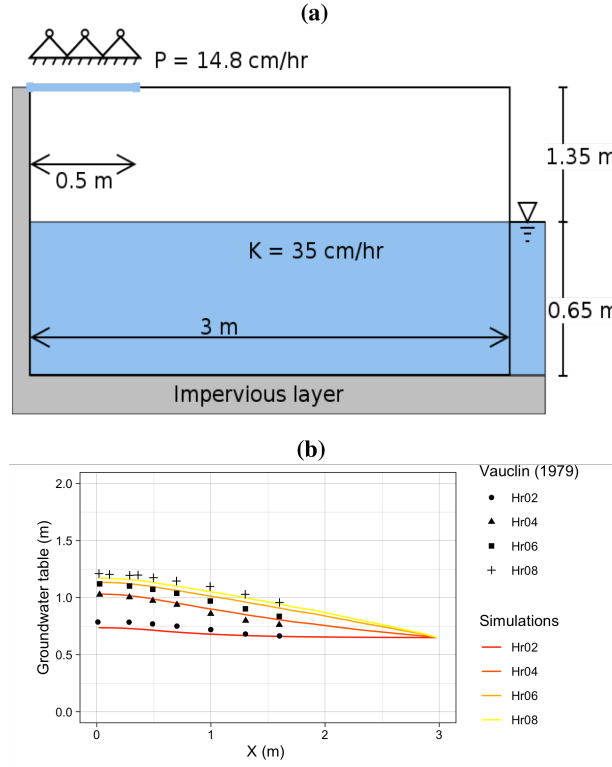 (a)
P = 14.8 cm/hr
1.35 m
0.5 m
K = 35 cm/hr
0.65 m
3 m
Impervious layer
(b)
Vauclin (1979)
Hr02
Hr04
Hr06
Hr08
Simulations
Hr02
Hr04
Hr06
Hr08
Groundwater table (m)
2.0
1.5
1.0
0.5
0.0
0
1
2
3
X (m)